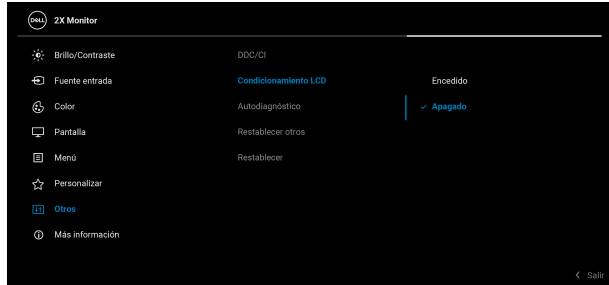 DELL 2X Monitor
Brillo/Contraste DDC/CI
Fuente entrada Condicionamiento LCD Encedido
Color Autodiagnóstico Apagado
Pantalla Restablecer otros
Menú Restablecer
Personalizar
Otros
Más información
Salir